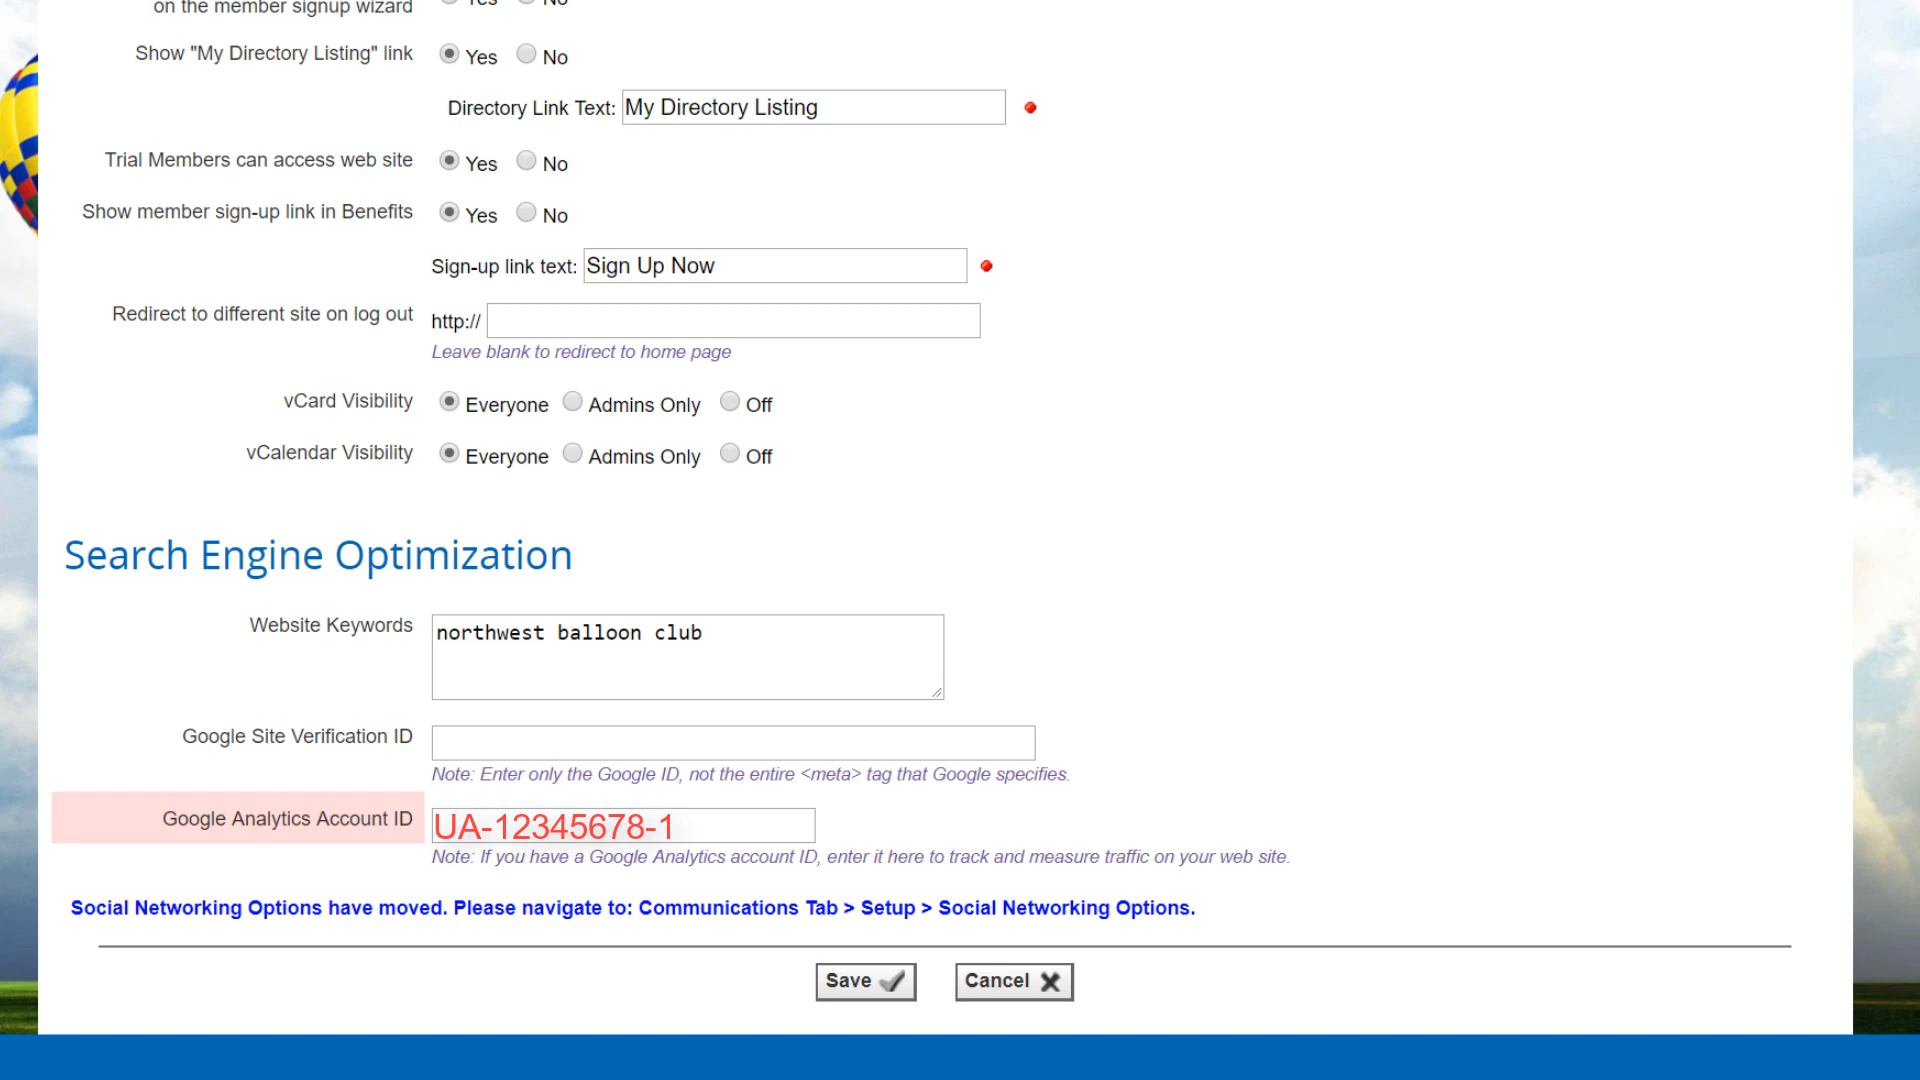 on the member signup wizard Yes No
Show "My Directory Listing" link Yes No
Directory Link Text: My Directory Listing
Trial Members can access web site Yes No
Show member sign-up link in Benefits Yes No
Sign-up link text: Sign Up Now
Redirect to different site on log out http://
Leave blank to redirect to home page
vCard Visibility Everyone Admins Only Off
vCalendar Visibility Everyone Admins Only Off
Search Engine Optimization
Website Keywords northwest balloon club
Google Site Verification ID
Note: Enter only the Google ID, not the entire <meta> tag that Google specifies.
Google Analytics Account ID UA-12345678-1
Note: If you have a Google Analytics account ID, enter it here to track and measure traffic on your web site.
Social Networking Options have moved. Please navigate to: Communications Tab > Setup > Social Networking Options.
Save Cancel